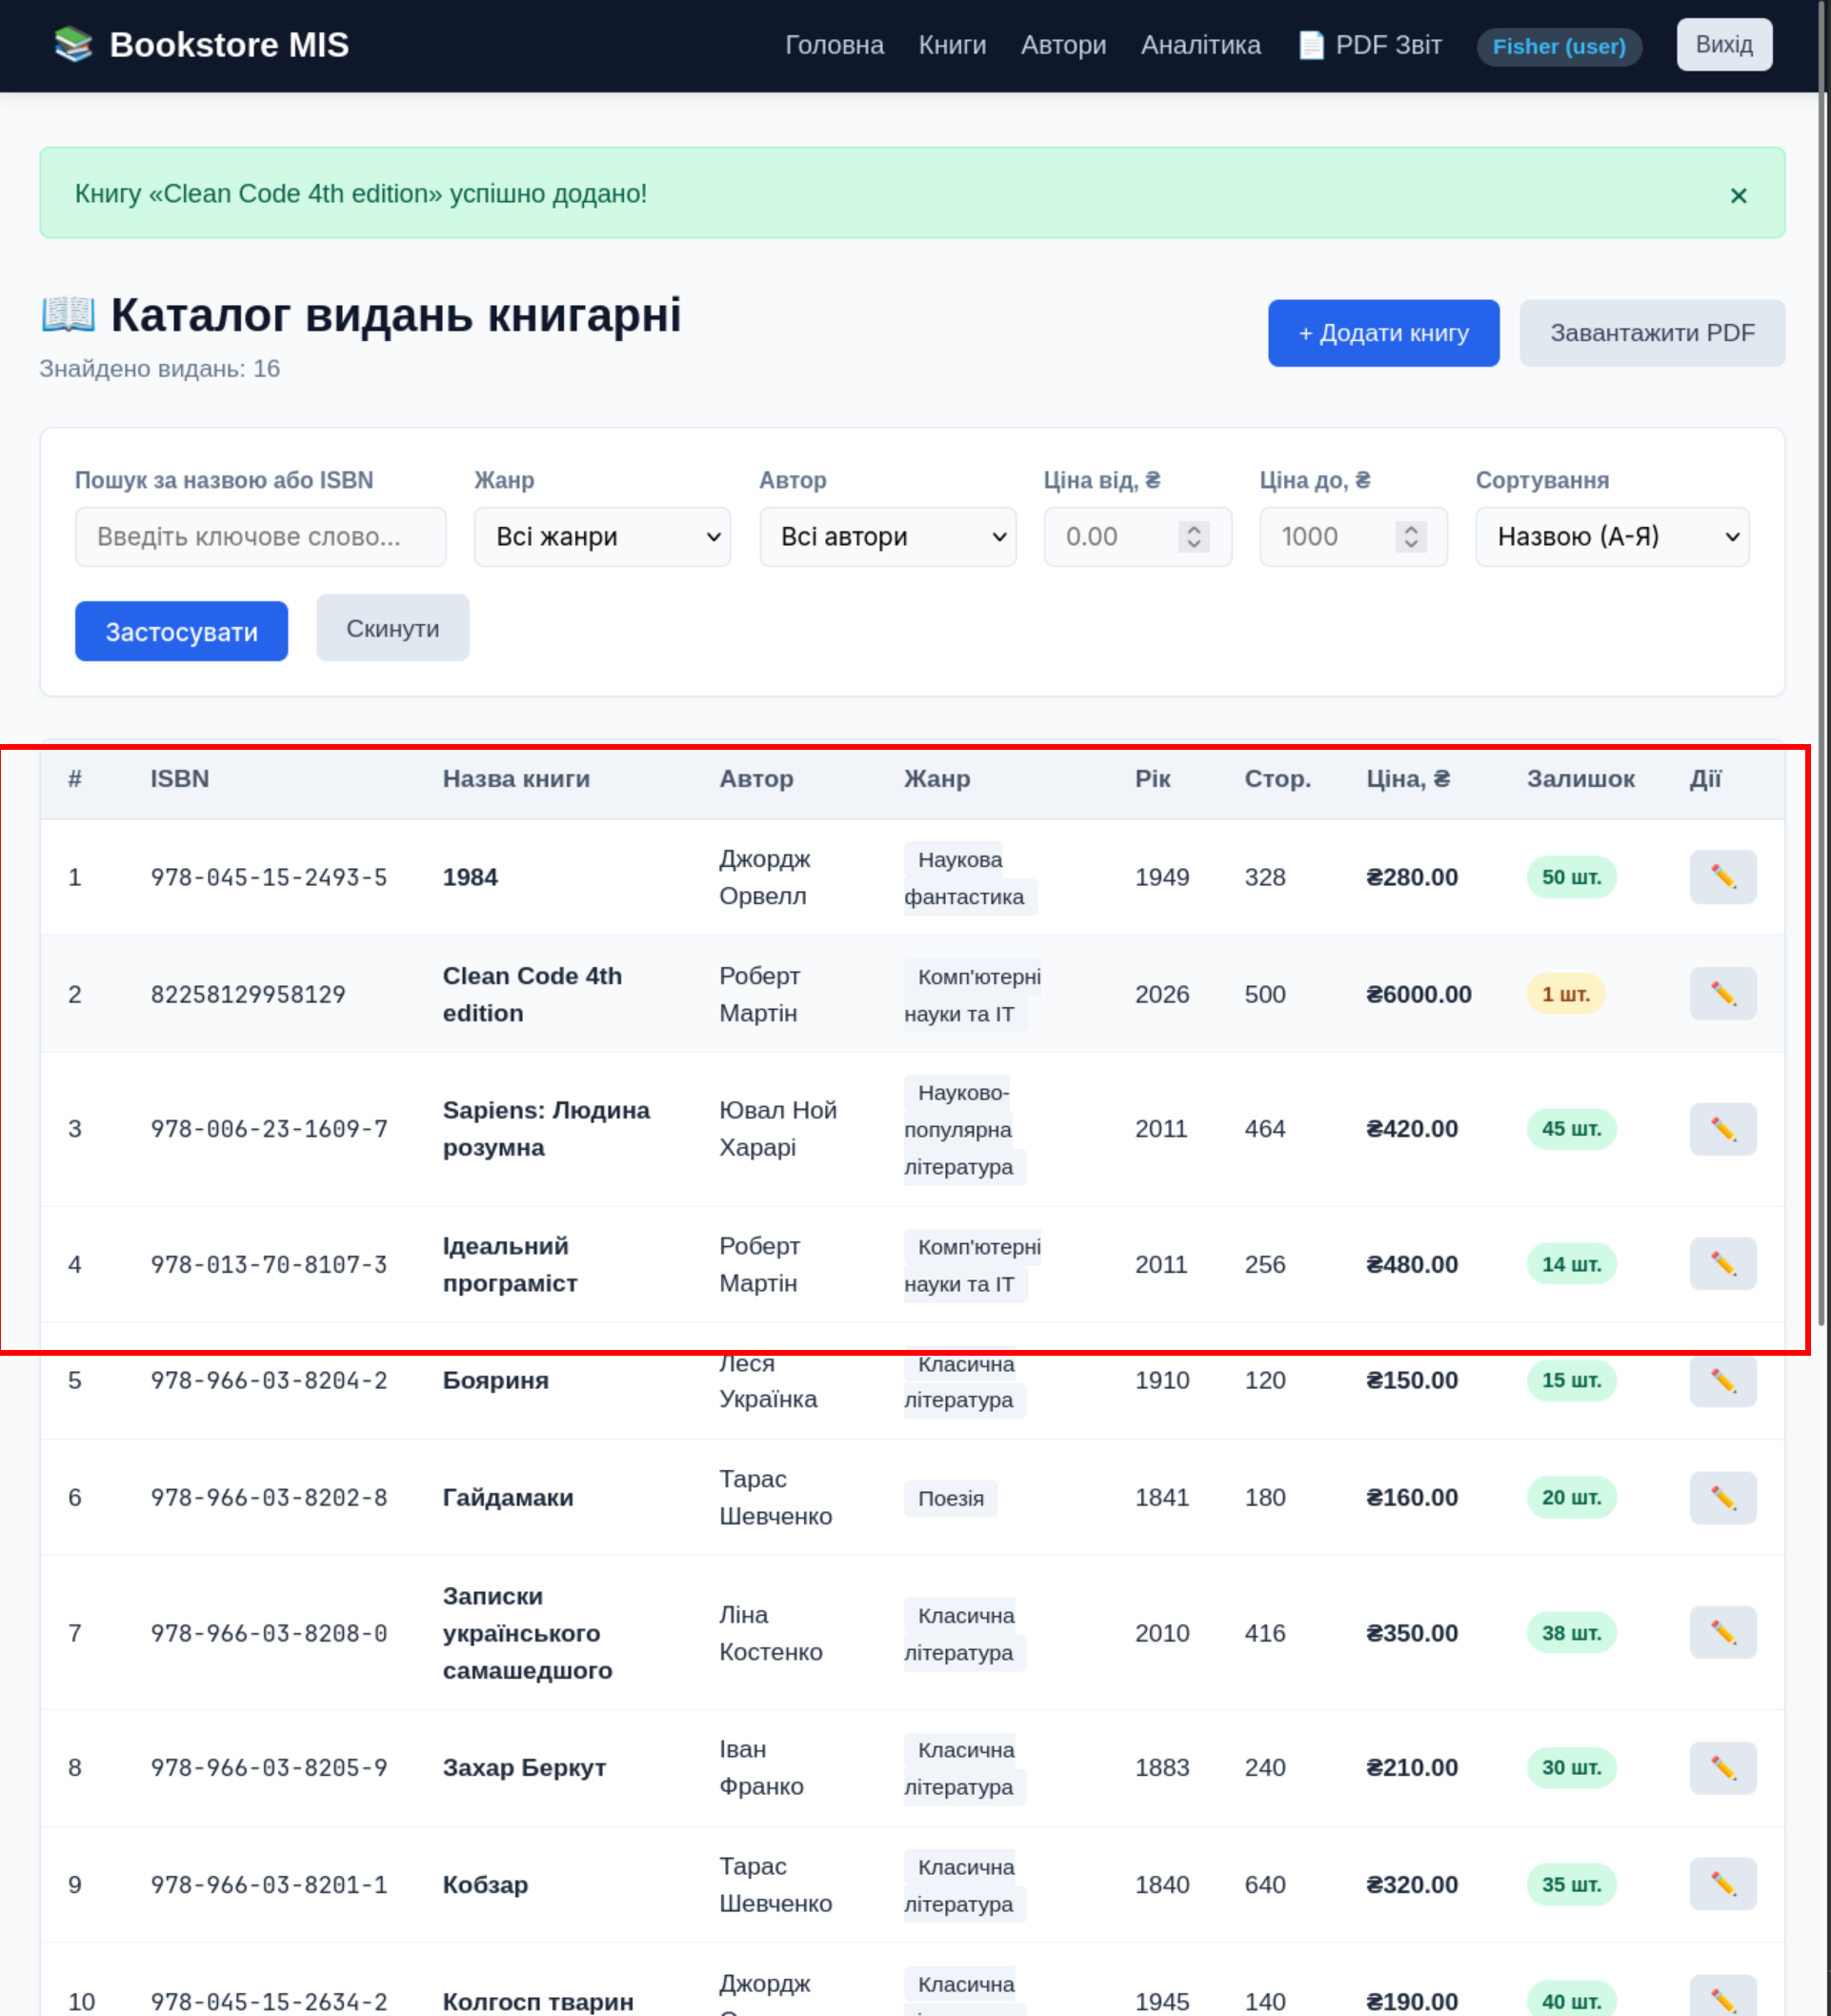 📚 Bookstore MIS Головна Книги Автори Аналітика 📄 PDF Звіт Fisher (user) Вихід
Книгу «Clean Code 4th edition» успішно додано! ×
📖 Каталог видань книгарні
+ Додати книгу Завантажити PDF
Знайдено видань: 16
Пошук за назвою або ISBN Жанр Автор Ціна від, ₴ Ціна до, ₴ Сортування
Введіть ключове слово... Всі жанри Всі автори 0.00 1000 Назвою (А-Я)
Застосувати Скинути
# ISBN Назва книги Автор Жанр Рік Стор. Ціна, ₴ Залишок Дії
1 978-045-15-2493-5 1984 Джордж Орвелл Наукова фантастика 1949 328 ₴280.00 50 шт.
2 82258129958129 Clean Code 4th edition Роберт Мартін Комп'ютерні науки та ІТ 2026 500 ₴6000.00 1 шт.
3 978-006-23-1609-7 Sapiens: Людина розумна Ювал Ной Харарі Науково-популярна література 2011 464 ₴420.00 45 шт.
4 978-013-70-8107-3 Ідеальний програміст Роберт Мартін Комп'ютерні науки та ІТ 2011 256 ₴480.00 14 шт.
5 978-966-03-8204-2 Бояриня Леся Українка Класична література 1910 120 ₴150.00 15 шт.
6 978-966-03-8202-8 Гайдамаки Тарас Шевченко Поезія 1841 180 ₴160.00 20 шт.
7 978-966-03-8208-0 Записки українського самашедшого Ліна Костенко Класична література 2010 416 ₴350.00 38 шт.
8 978-966-03-8205-9 Захар Беркут Іван Франко Класична література 1883 240 ₴210.00 30 шт.
9 978-966-03-8201-1 Кобзар Тарас Шевченко Класична література 1840 640 ₴320.00 35 шт.
10 978-045-15-2634-2 Колгосп тварин Джордж Класична 1945 140 ₴190.00 40 шт.